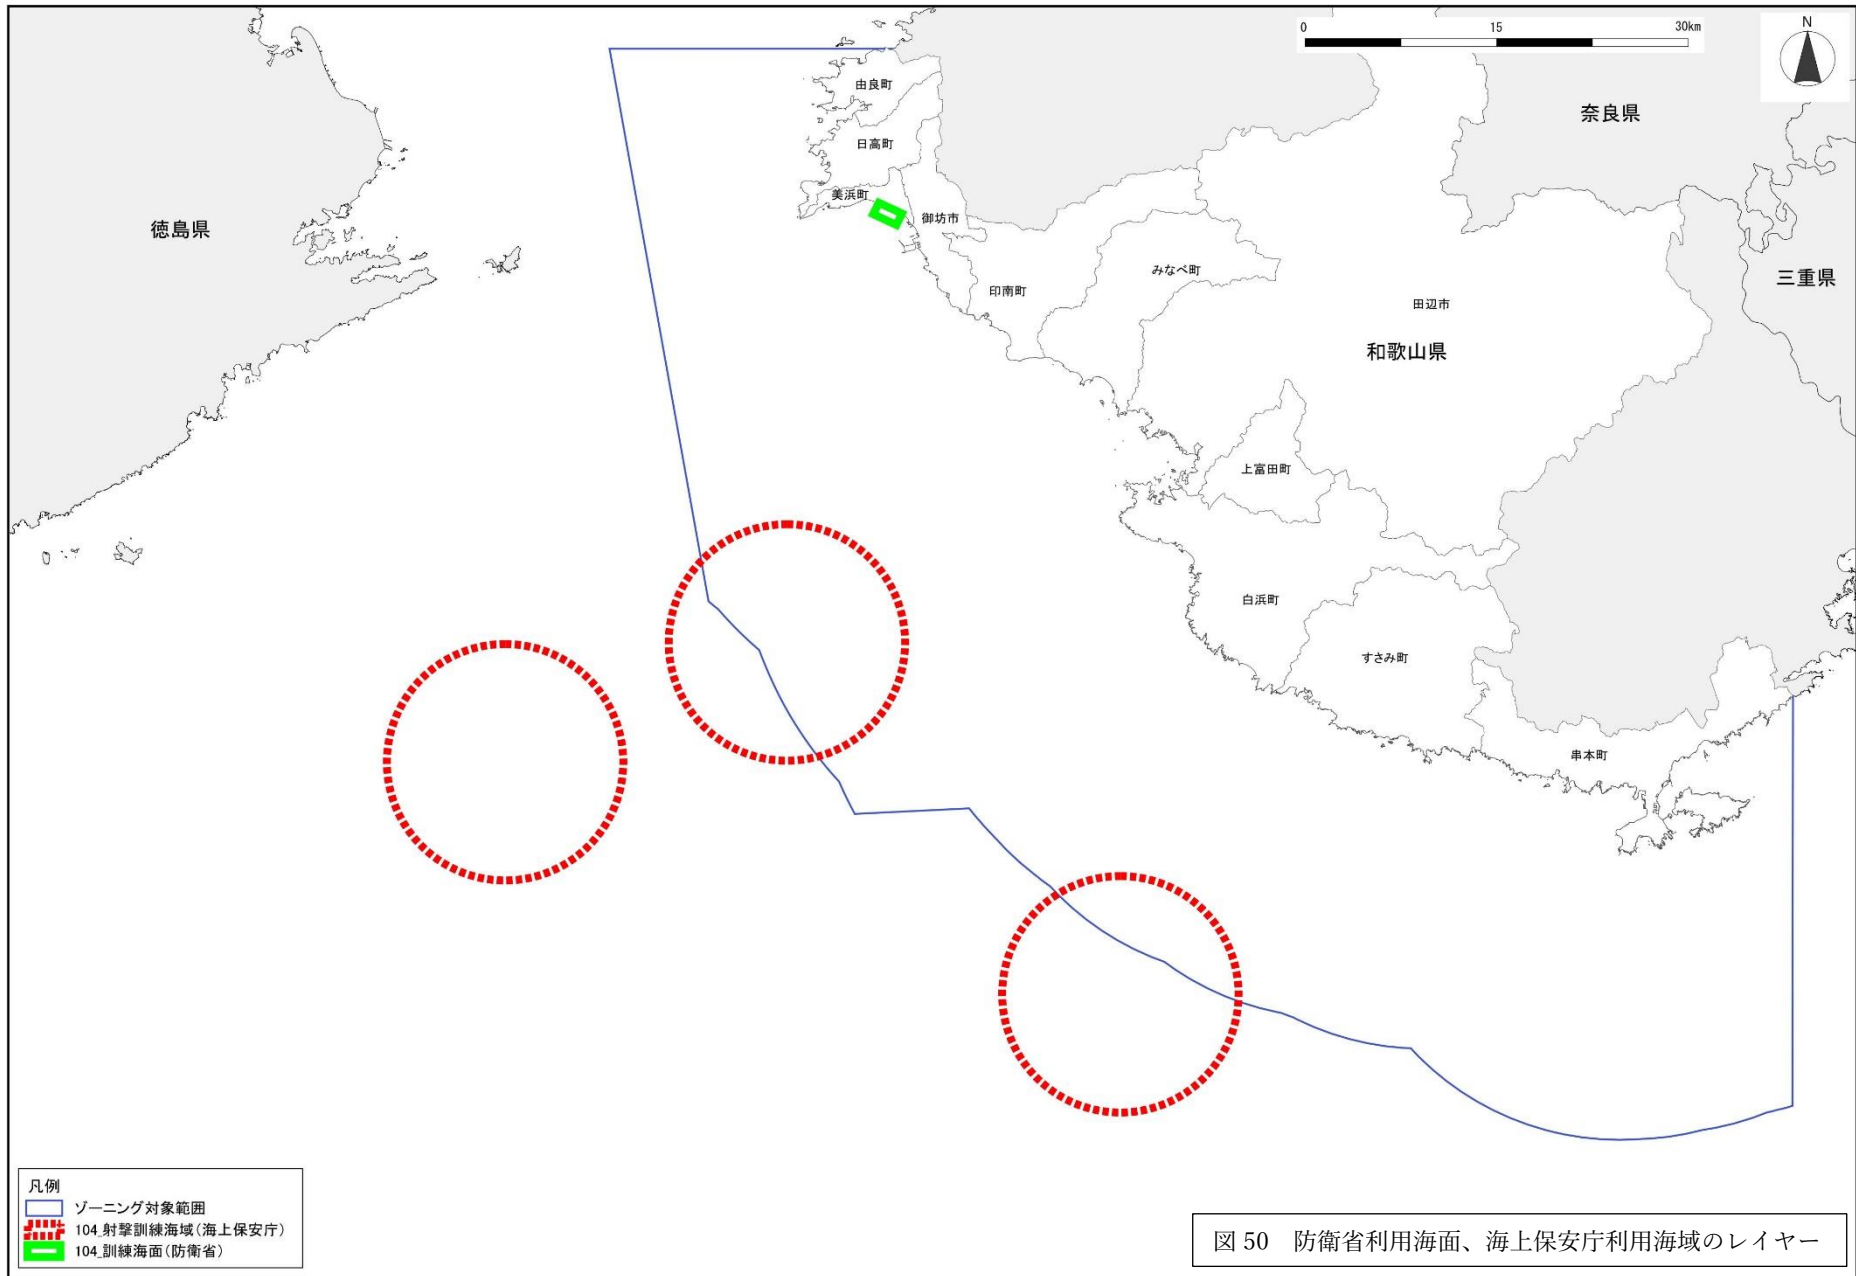 0 15 30km
N
由良町
奈良県
日高町
美浜町
御坊市
徳島県
みなべ町
三重県
印南町
田辺市
和歌山県
上富田町
白浜町
すさみ町
串本町
凡例
ゾーニング対象範囲
104_射撃訓練海域(海上保安庁)
104_訓練海面(防衛省)
図 50 防衛省利用海面、海上保安庁利用海域のレイヤー